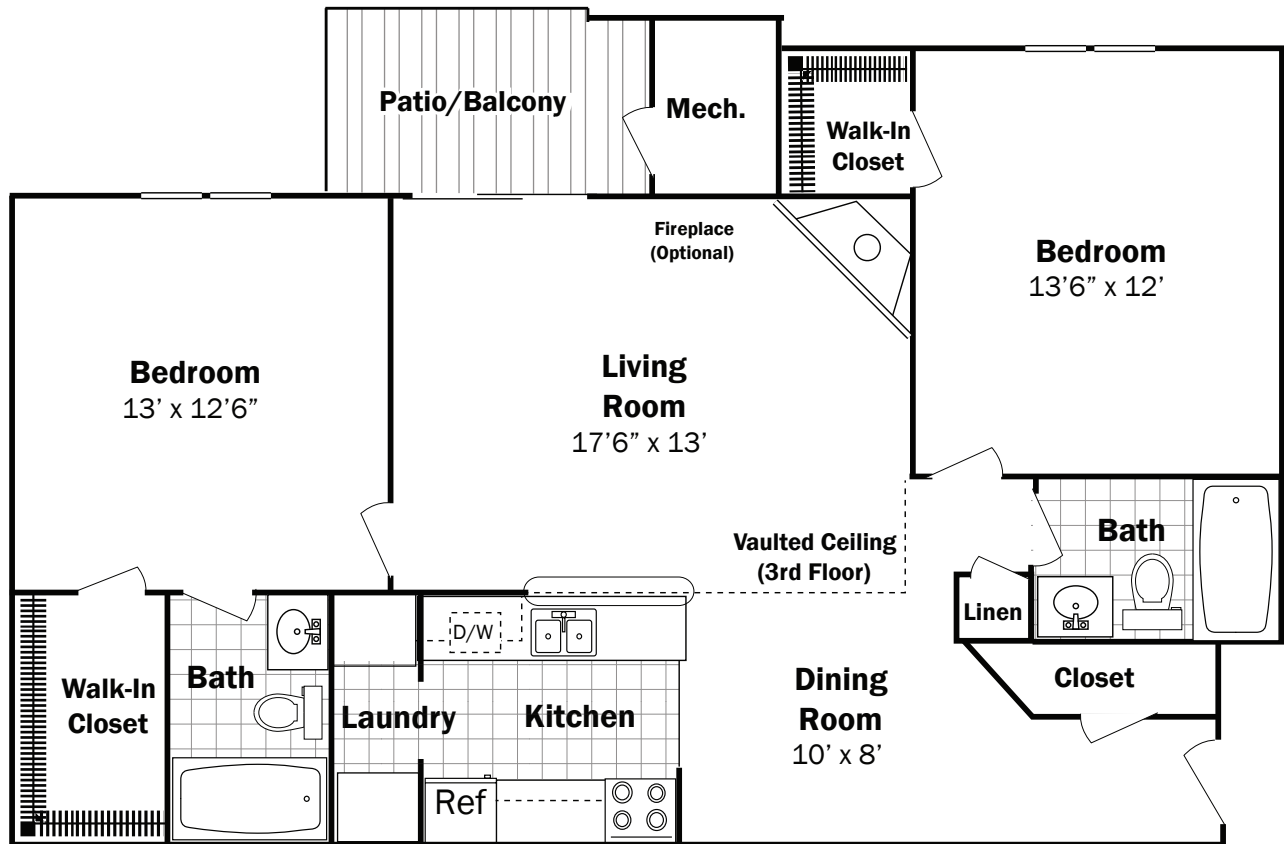 Patio/Balcony
Mech.
Walk-In
Closet
Fireplace
(Optional)
Bedroom
13’6” x 12’
Bedroom
13’ x 12’6”
Living
Room
17’6” x 13’
Vaulted Ceiling
(3rd Floor)
Bath
Linen
D/W
Walk-In
Closet
Bath
Laundry
Kitchen
Dining
Room
10’ x 8’
Closet
Ref